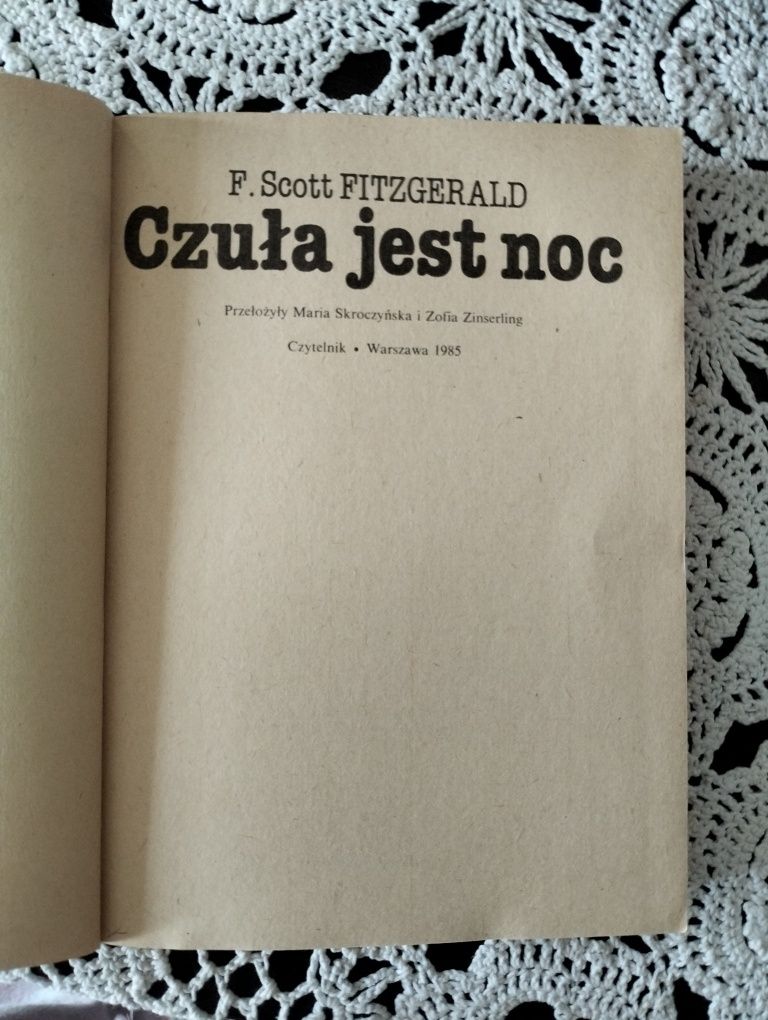 F. Scott FITZGERALD
Czuła jest noc
Przełożyły Maria Skroczyńska i Zofia Zinserling
Czytelnik • Warszawa 1985